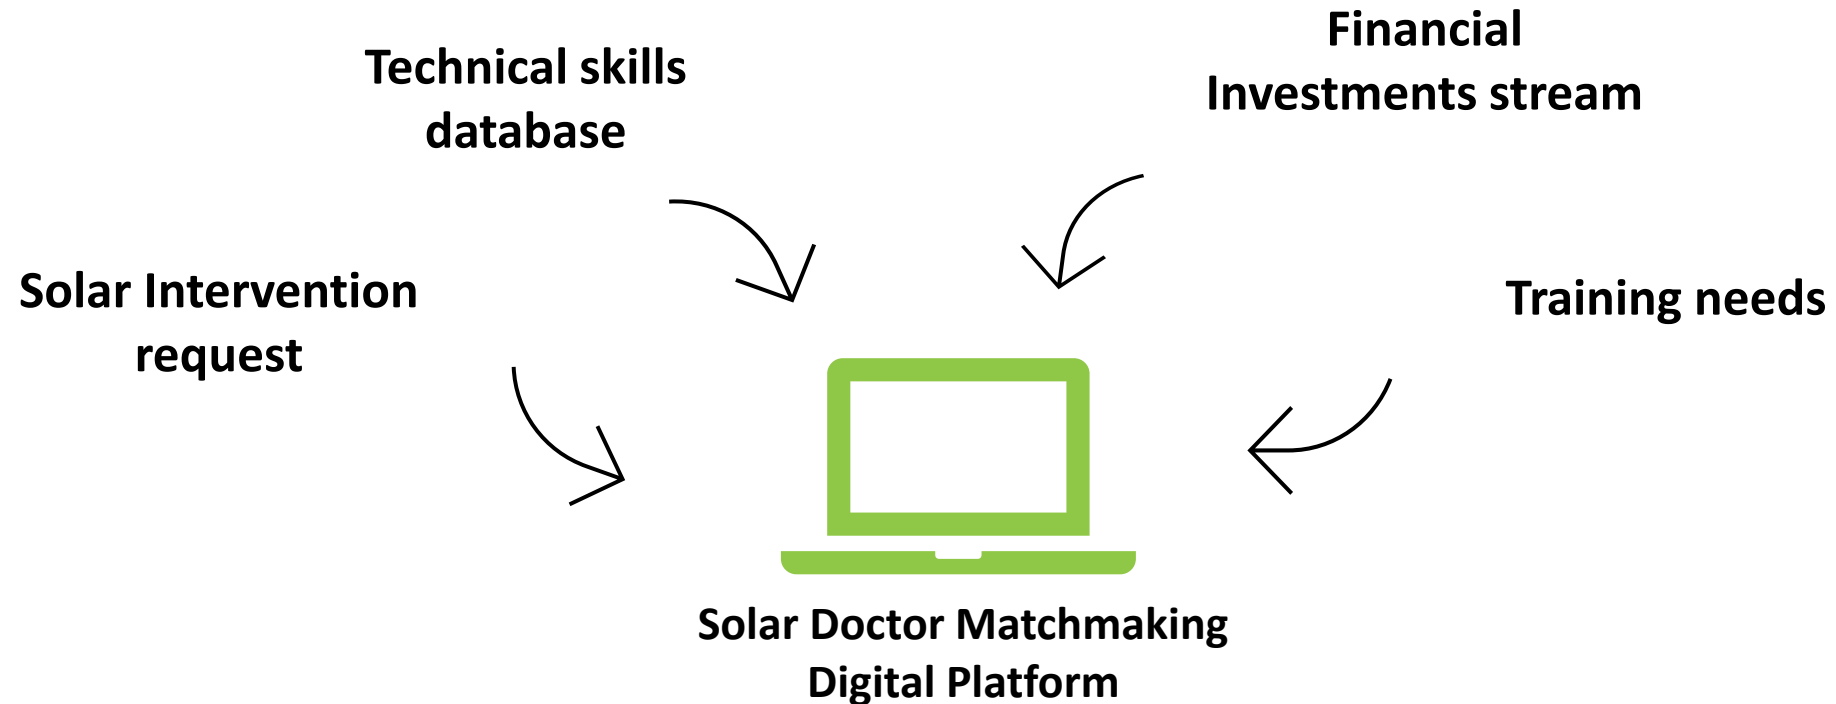 Technical skills
database
Financial
Investments stream
Solar Intervention
request
Training needs
Solar Doctor Matchmaking
Digital Platform